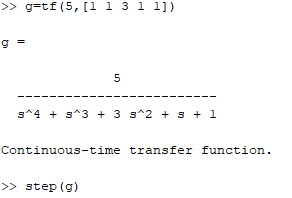 >> g=tf(5,[1 1 3 1 1])
g =
5
-------------------------
s^4 + s^3 + 3 s^2 + s + 1
Continuous-time transfer function.
>> step(g)